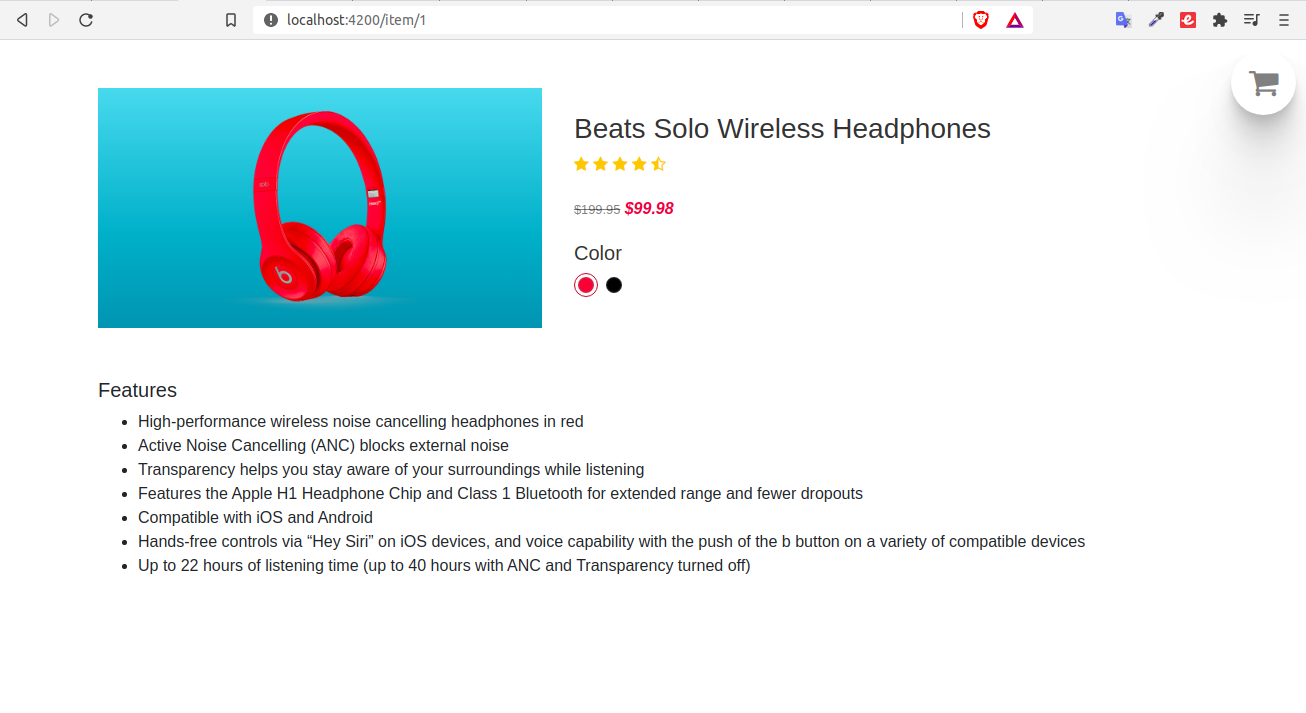 localhost:4200/item/1
Beats Solo Wireless Headphones
$199.95 $99.98
Color
Features
High-performance wireless noise cancelling headphones in red
Active Noise Cancelling (ANC) blocks external noise
Transparency helps you stay aware of your surroundings while listening
Features the Apple H1 Headphone Chip and Class 1 Bluetooth for extended range and fewer dropouts
Compatible with iOS and Android
Hands-free controls via “Hey Siri” on iOS devices, and voice capability with the push of the b button on a variety of compatible devices
Up to 22 hours of listening time (up to 40 hours with ANC and Transparency turned off)